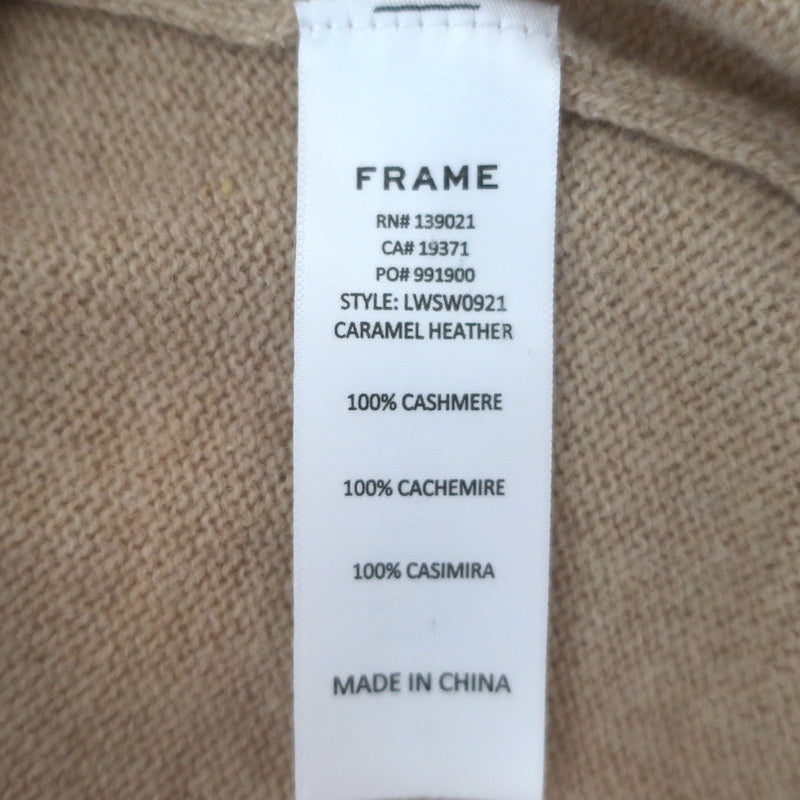 FRAME
RN# 139021
CA# 19371
PO# 991900
STYLE: LWSW0921
CARAMEL HEATHER
100% CASHMERE
100% CACHEMIRE
100% CASIMIRA
MADE IN CHINA